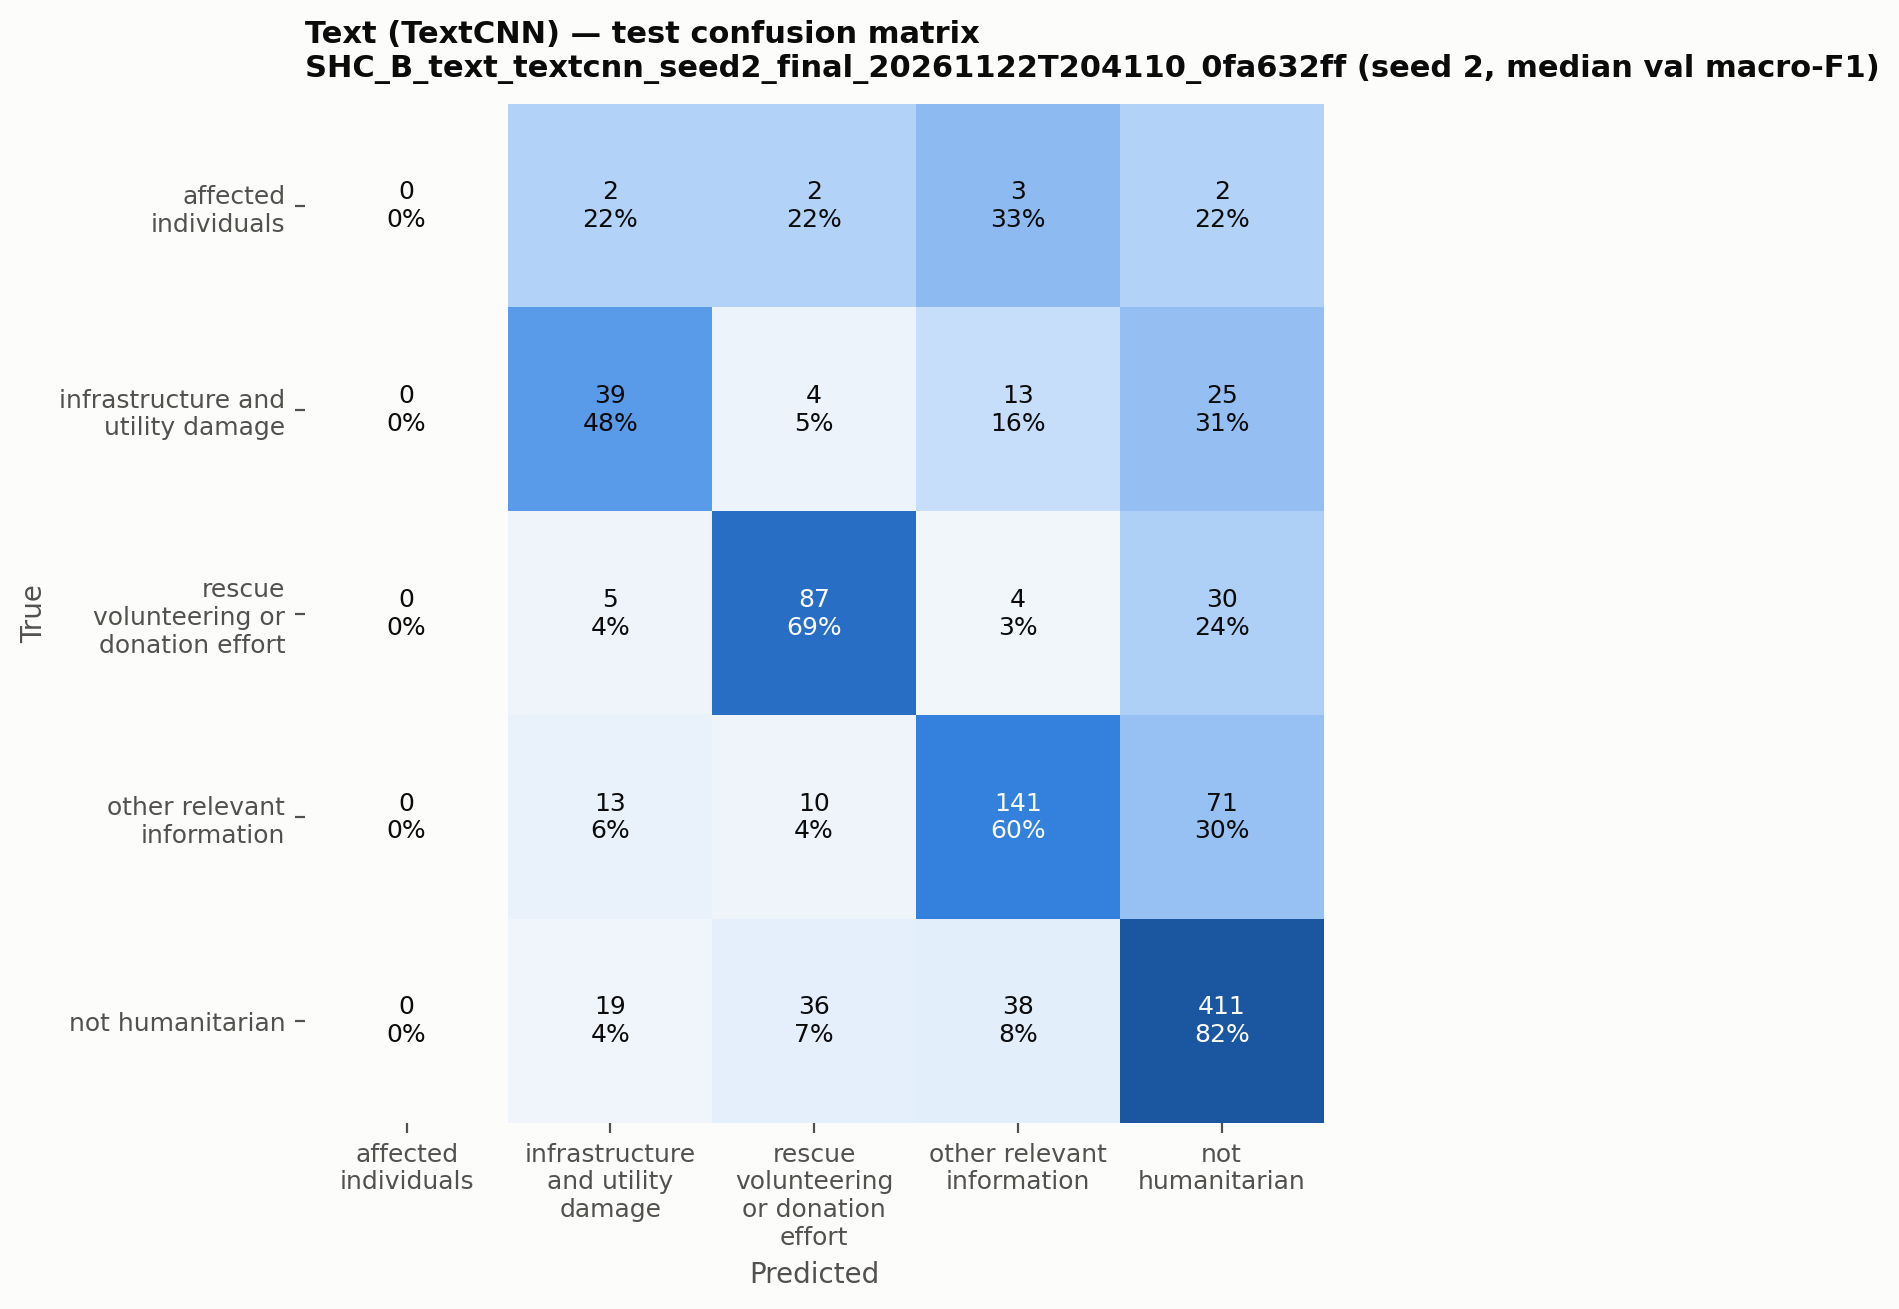 Text (TextCNN) — test confusion matrix
SHC_B_text_textcnn_seed2_final_20261122T204110_0fa632ff (seed 2, median val macro-F1)
True
affected
individuals
0 2 2 3 2
0% 22% 22% 33% 22%
infrastructure and
utility damage
0 39 4 13 25
0% 48% 5% 16% 31%
rescue
volunteering or
donation effort
0 5 87 4 30
0% 4% 69% 3% 24%
other relevant
information
0 13 10 141 71
0% 6% 4% 60% 30%
not humanitarian
0 19 36 38 411
0% 4% 7% 8% 82%
affected
individuals
infrastructure
and utility
damage
rescue
volunteering
or donation
effort
other relevant
information
not
humanitarian
Predicted